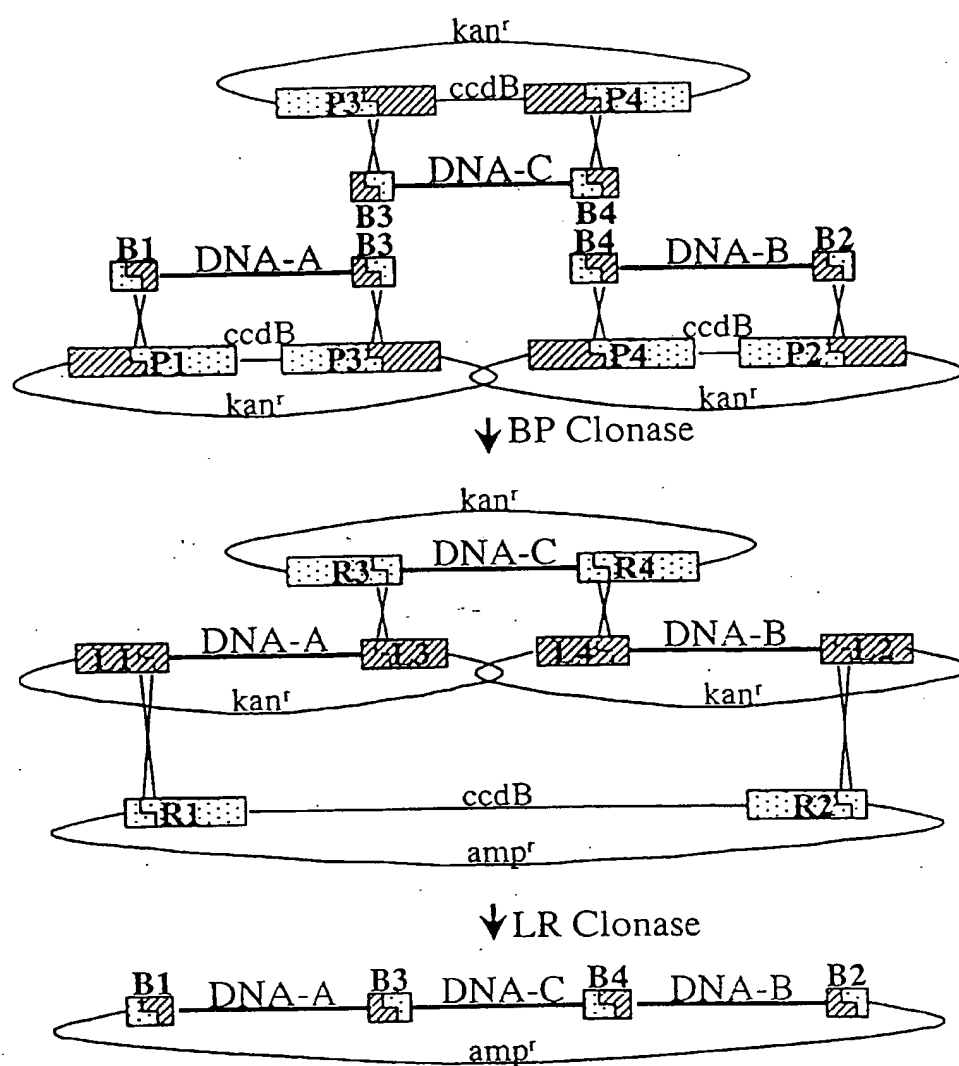 kanʳ
ccdB
P3 P4
DNA-C
B3 B4
B1 B3 B4 B2
DNA-A DNA-B
ccdB ccdB
P1 P3 P4 P2
kanʳ kanʳ
BP Clonase
kanʳ
DNA-C
R3 R4
DNA-A DNA-B
L1 L3 L4 L2
kanʳ kanʳ
ccdB
R1 R2
ampʳ
LR Clonase
B1 B3 B4 B2
DNA-A DNA-C DNA-B
ampʳ